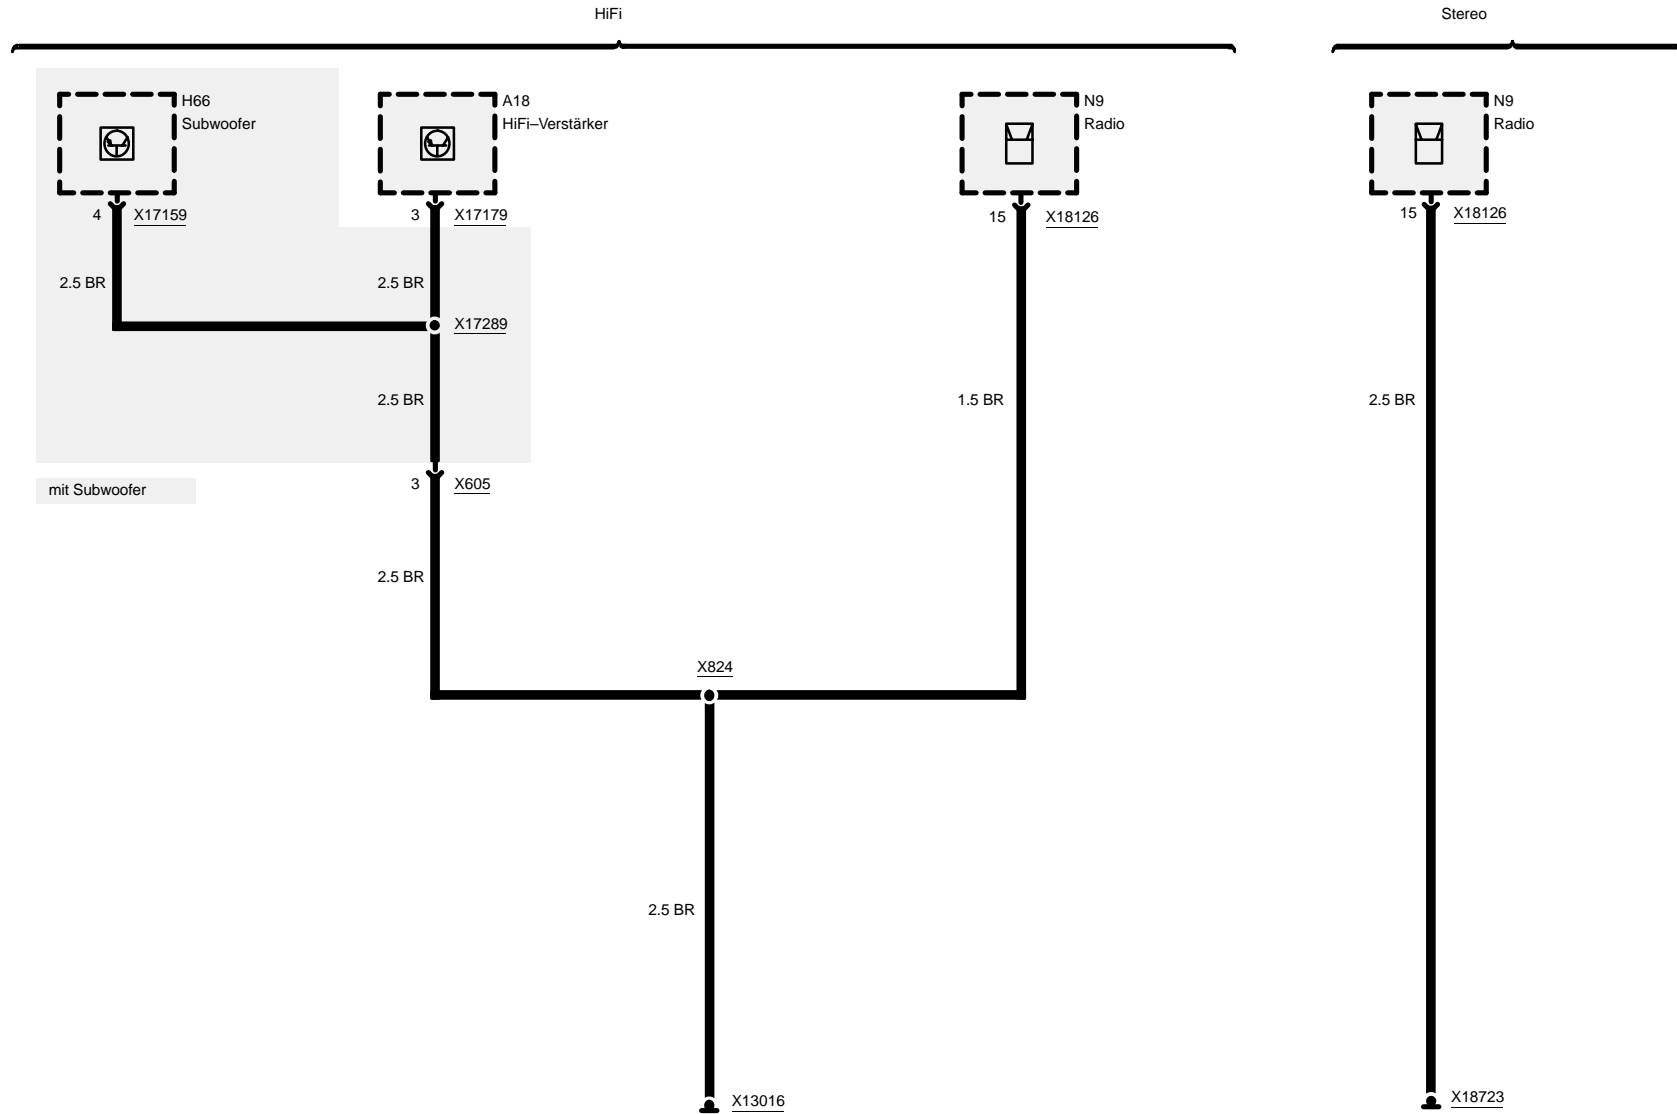 HiFi
Stereo
H66
Subwoofer
A18
HiFi–Verstärker
N9
Radio
N9
Radio
4 X17159
3 X17179
15 X18126
15 X18126
2.5 BR
2.5 BR
X17289
2.5 BR
1.5 BR
2.5 BR
mit Subwoofer
3 X605
2.5 BR
X824
2.5 BR
X13016
X18723